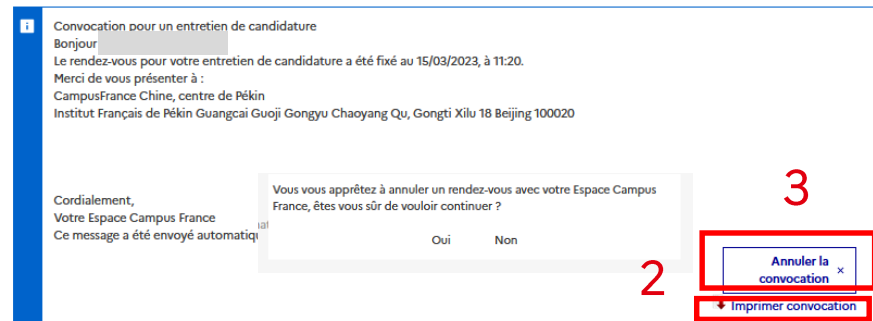 Convocation pour un entretien de candidature
Bonjour
Le rendez-vous pour votre entretien de candidature a été fixé au 15/03/2023, à 11:20.
Merci de vous présenter à :
CampusFrance Chine, centre de Pékin
Institut Français de Pékin Guangcai Guoji Gongyu Chaoyang Qu, Gongti Xilu 18 Beijing 100020
Cordialement,
Votre Espace Campus France
Ce message a été envoyé
Vous vous apprêtez à annuler un rendez-vous avec votre Espace Campus
France, êtes vous sûr de vouloir continuer ?
Oui Non
3
Annuler la
convocation ×
2
Imprimer convocation